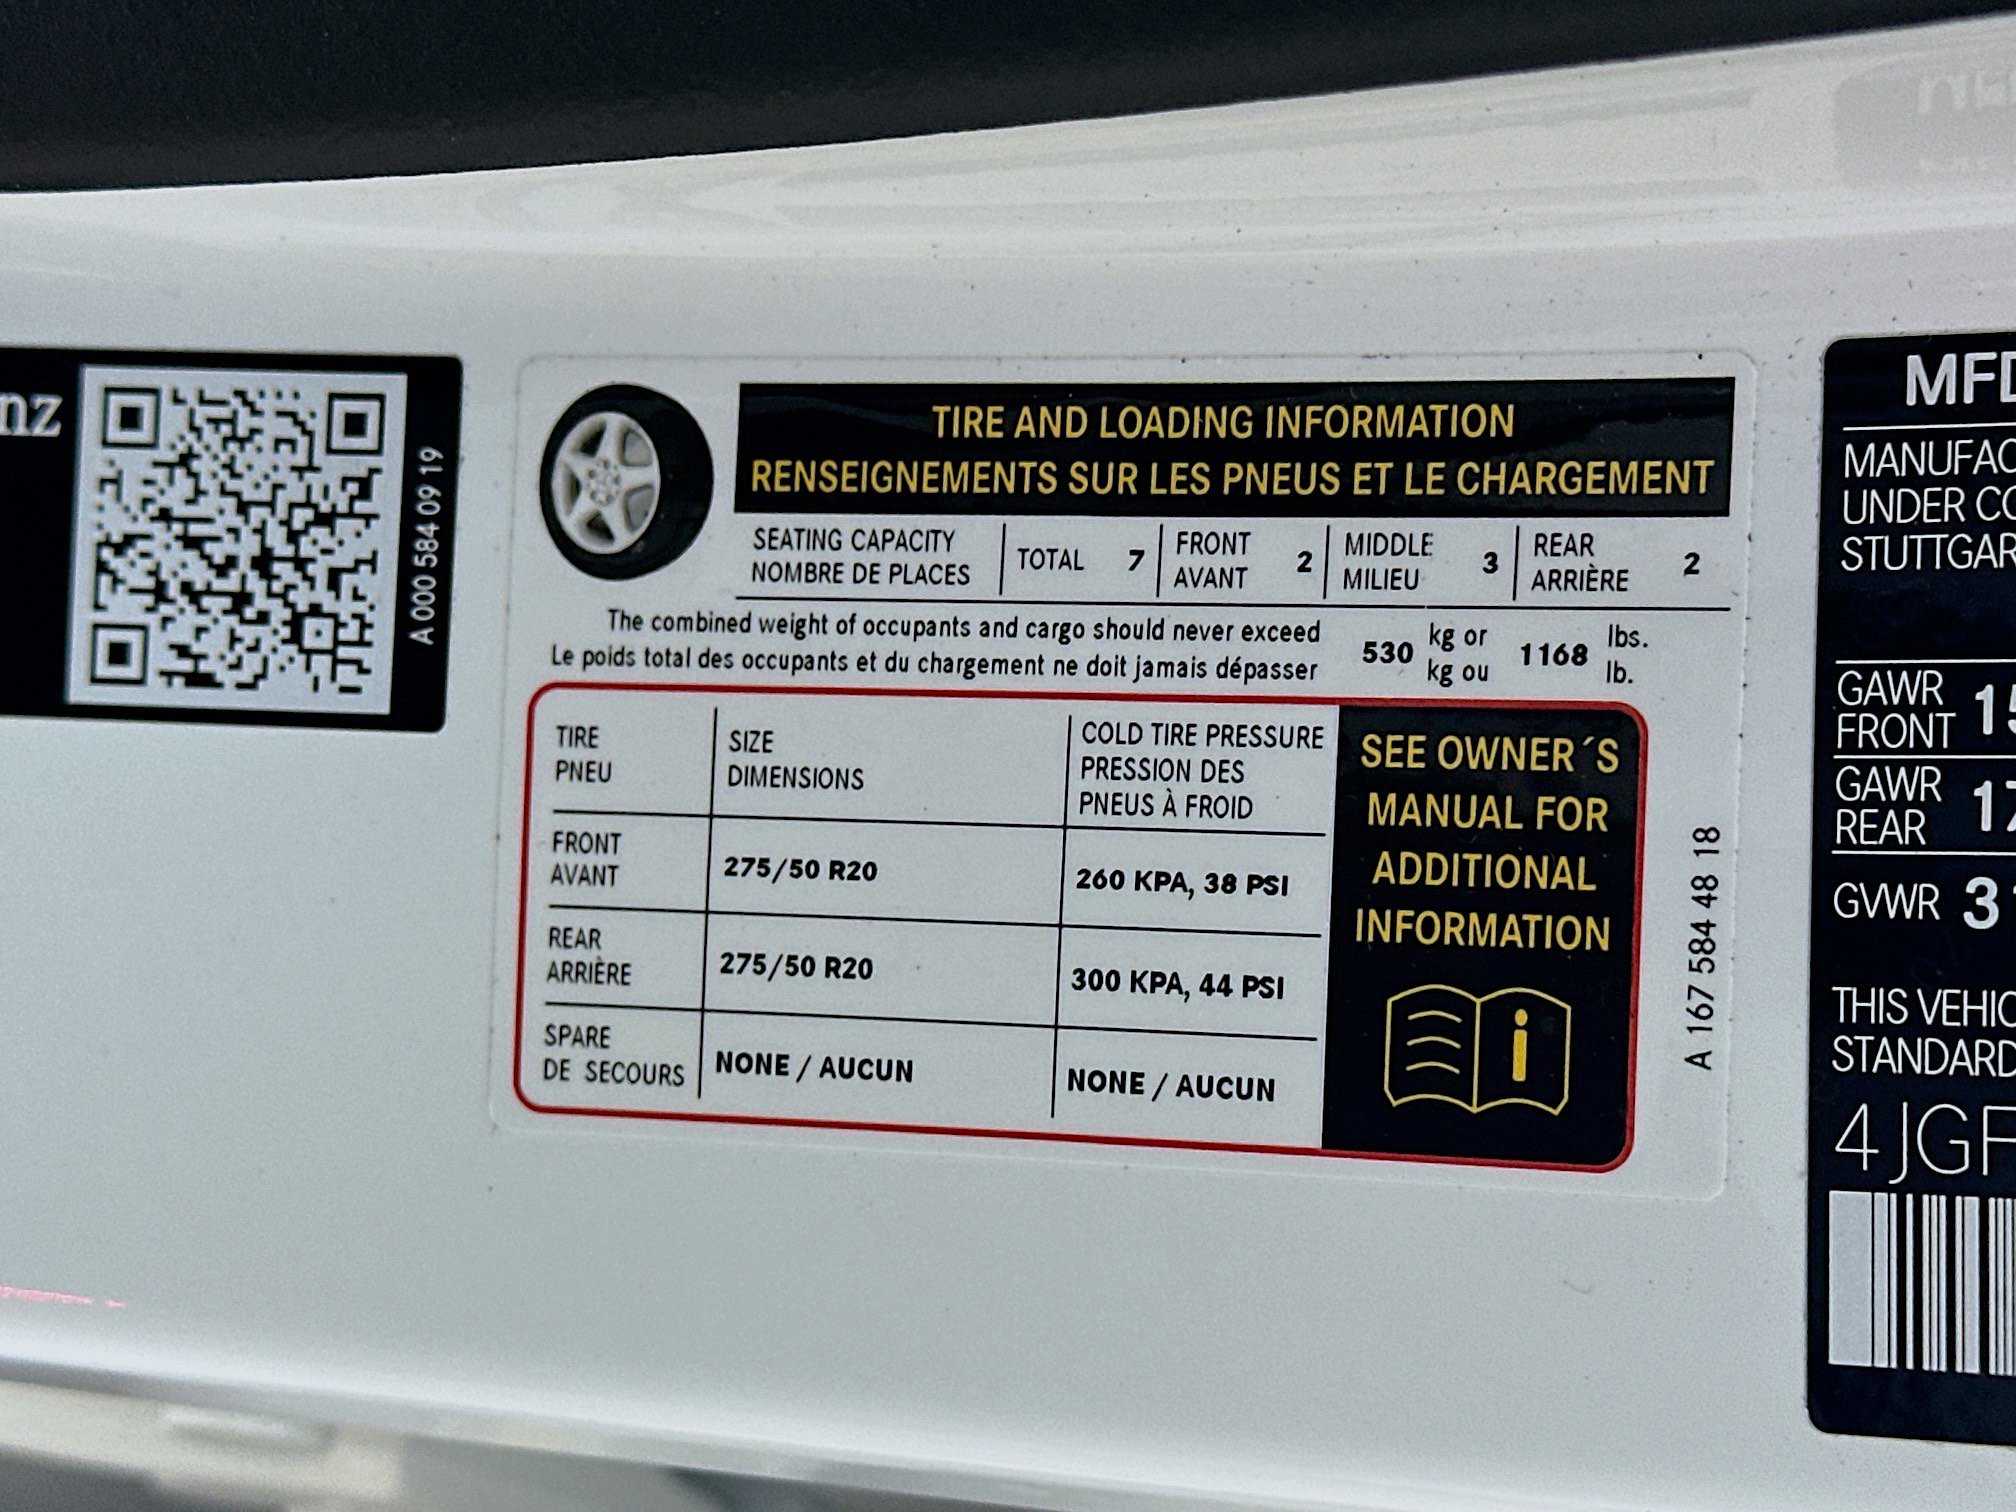 nz
A 000 584 09 19
TIRE AND LOADING INFORMATION
RENSEIGNEMENTS SUR LES PNEUS ET LE CHARGEMENT
SEATING CAPACITY
NOMBRE DE PLACES
TOTAL 7
FRONT
AVANT
2
MIDDLE
MILIEU
3
REAR
ARRIÈRE
2
The combined weight of occupants and cargo should never exceed
Le poids total des occupants et du chargement ne doit jamais dépasser
530
kg or
kg ou
1168
lbs.
lb.
TIRE
PNEU
SIZE
DIMENSIONS
COLD TIRE PRESSURE
PRESSION DES
PNEUS À FROID
FRONT
AVANT
275/50 R20
260 KPA, 38 PSI
REAR
ARRIÈRE
275/50 R20
300 KPA, 44 PSI
SPARE
DE SECOURS
NONE / AUCUN
NONE / AUCUN
SEE OWNER´S
MANUAL FOR
ADDITIONAL
INFORMATION
i
A 167 584 48 18
MFD
MANUFAC
UNDER CO
STUTTGAR
GAWR
FRONT
15
GAWR
REAR
17
GVWR 3
THIS VEHIC
STANDARD
4JGF